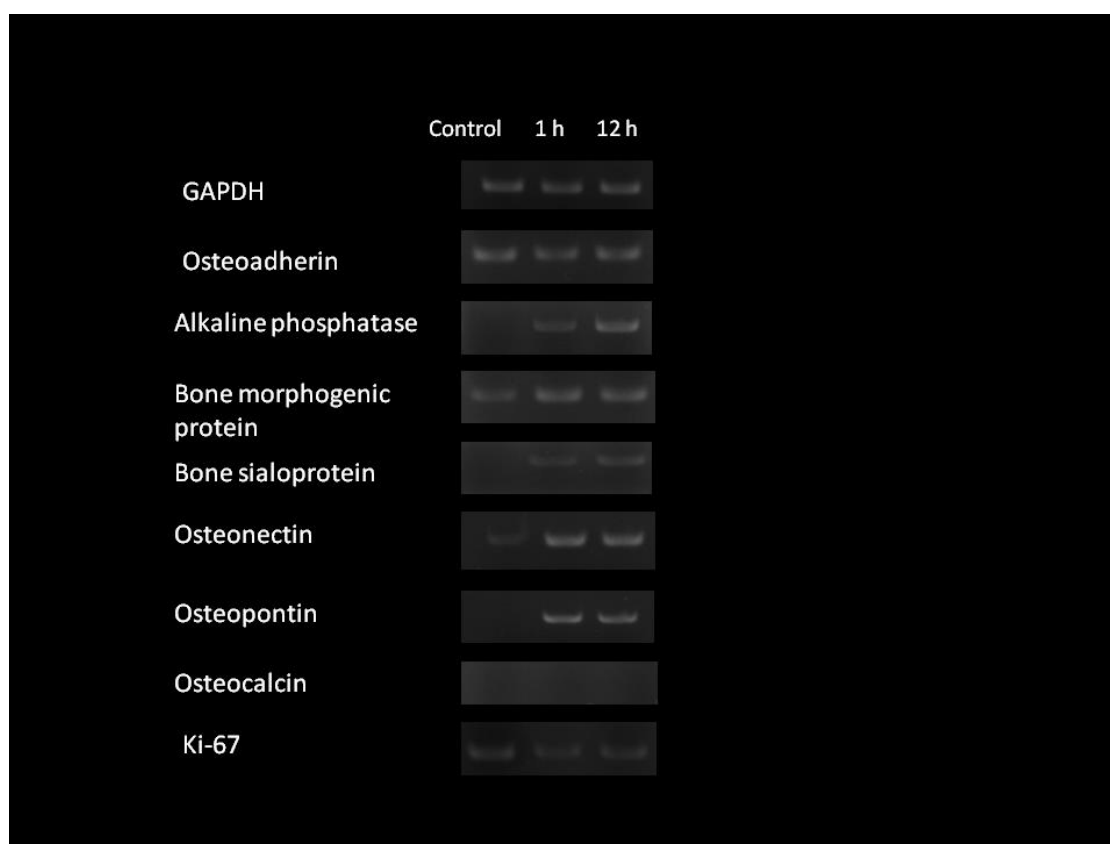 Control 1 h 12 h
GAPDH
Osteoadherin
Alkaline phosphatase
Bone morphogenic
protein
Bone sialoprotein
Osteonectin
Osteopontin
Osteocalcin
Ki-67